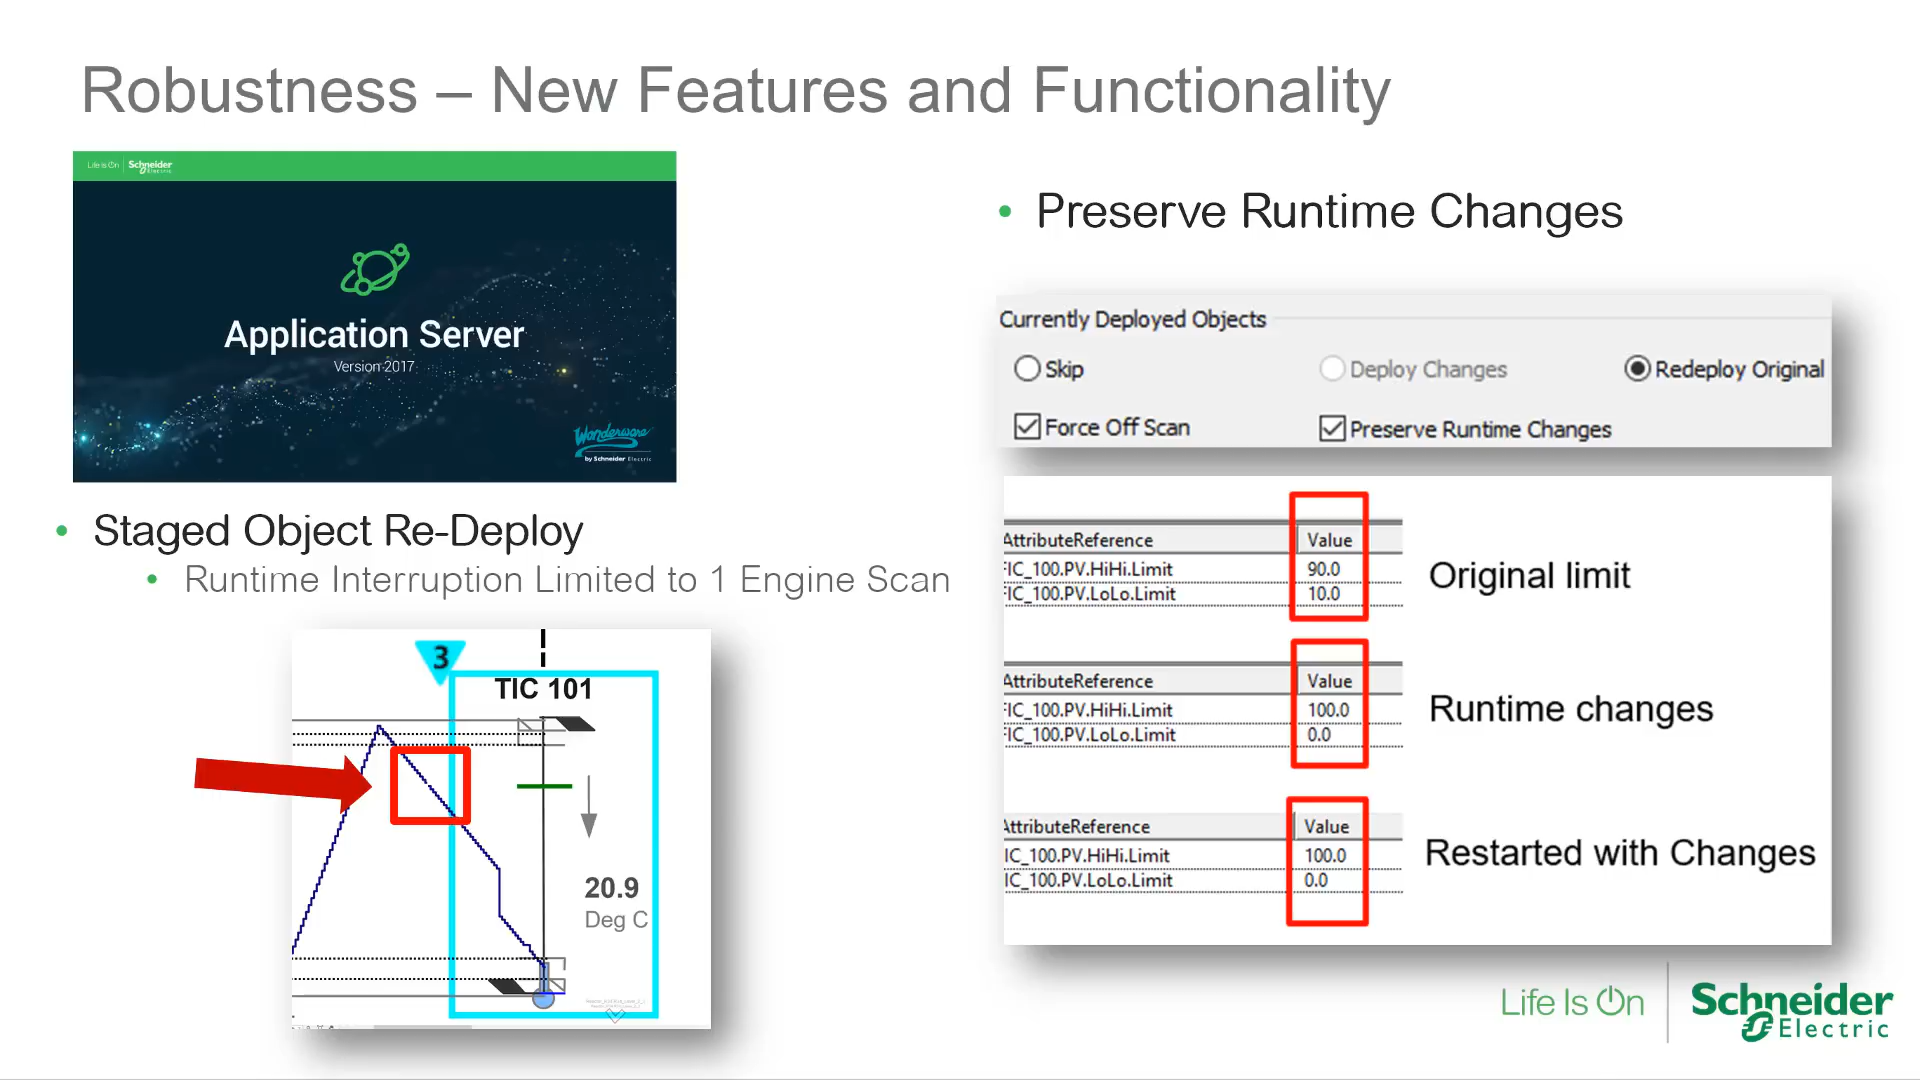 Robustness – New Features and Functionality
Life Is On
Schneider
Electric
Application Server
Version 2017
Wonderware
by Schneider Electric
• Staged Object Re-Deploy
• Runtime Interruption Limited to 1 Engine Scan
3
TIC 101
20.9
Deg C
• Preserve Runtime Changes
Currently Deployed Objects
Skip Deploy Changes Redeploy Original
Force Off Scan Preserve Runtime Changes
AttributeReference Value
IC_100.PV.HiHi.Limit 90.0
IC_100.PV.LoLo.Limit 10.0
Original limit
AttributeReference Value
IC_100.PV.HiHi.Limit 100.0
IC_100.PV.LoLo.Limit 0.0
Runtime changes
AttributeReference Value
IC_100.PV.HiHi.Limit 100.0
IC_100.PV.LoLo.Limit 0.0
Restarted with Changes
Life Is On
Schneider
Electric